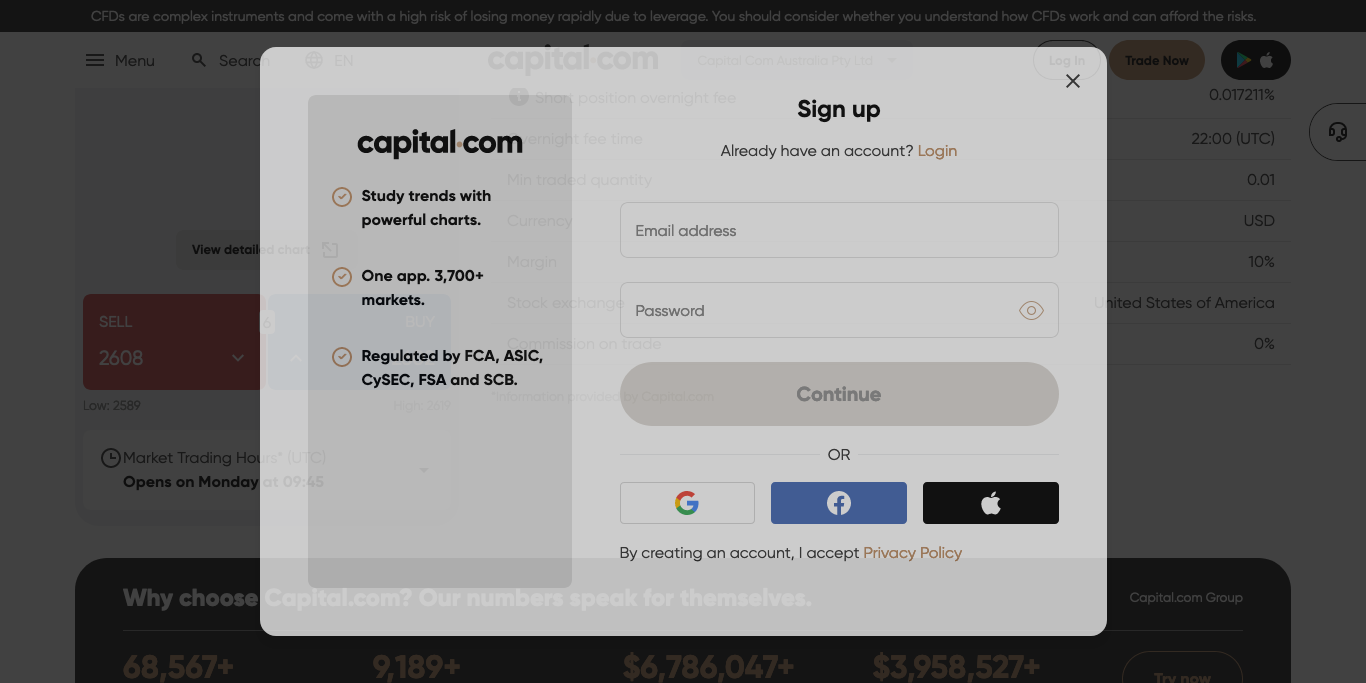 CFDs are complex instruments and come with a high risk of losing money rapidly due to leverage. You should consider whether you understand how CFDs work and can afford the risks.
Menu
Search
EN
capital.com
Capital Com Australia Pty Ltd
Log In
Trade Now
Short position overnight fee
0.017211%
Overnight fee time
22:00 (UTC)
Min traded quantity
0.01
Currency
USD
Margin
10%
Stock exchange
United States of America
Commission on trade
0%
*Information presented by Capital.com
View detailed chart
SELL
2608
6
BUY
Low: 2589
Market Trading Hours* (UTC)
Opens on Monday at 09:45
capital.com
Study trends with
powerful charts.
One app. 3,700+
markets.
Regulated by FCA, ASIC,
CySEC, FSA and SCB.
Sign up
Already have an account? Login
Email address
Password
Continue
OR
By creating an account, I accept Privacy Policy
Why choose Capital.com? Our numbers speak for themselves.
Capital.com Group
68,567+
9,189+
$6,786,047+
$3,958,527+
Try now